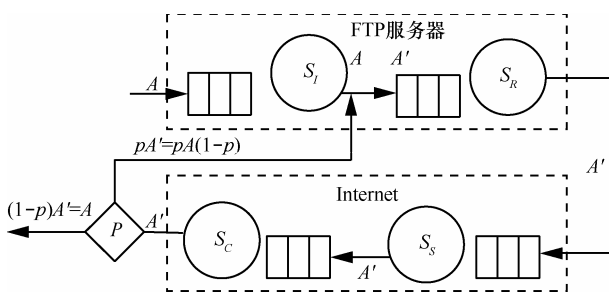 FTP服务器
A
S_I
A
A'
S_R
pA'=pA(1-p)
A'
Internet
(1-p)A'=A
P
A'
S_C
A'
S_S